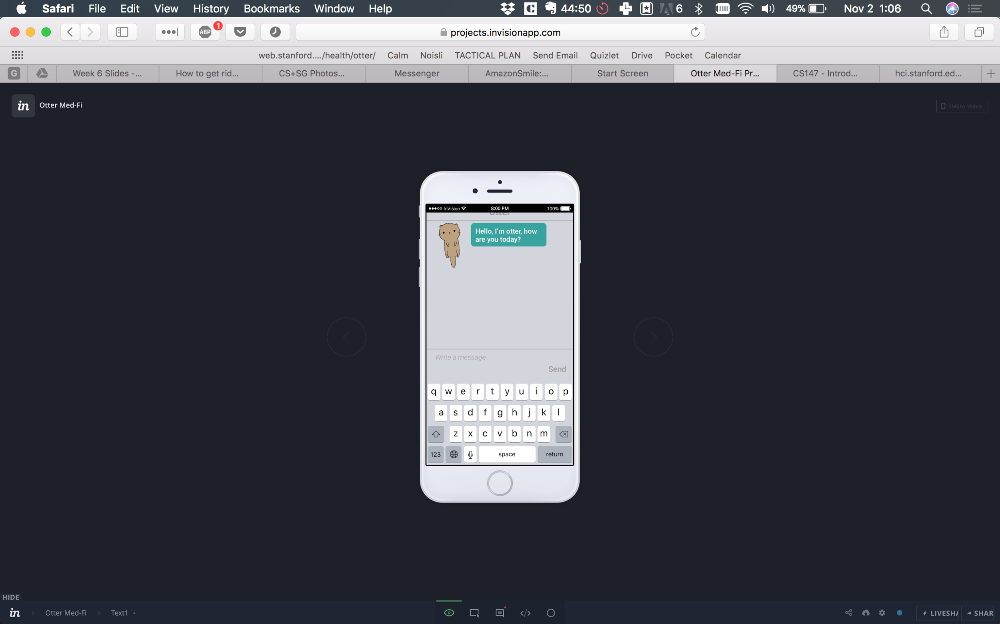 Safari File Edit View History Bookmarks Window Help 44:50 6 49% Nov 2 1:06
ABP 1 projects.invisionapp.com
web.stanford..../health/otter/ Calm Noisli TACTICAL PLAN Send Email Quizlet Drive Pocket Calendar
G Week 6 Slides -... How to get rid... CS+SG Photos... Messenger AmazonSmile:... Start Screen Otter Med-Fi Pr... CS147 - Introd... hci.stanford.ed...
in Otter Med-Fi SMS to Mobile
InVision 8:00 PM 100%
Otter
Hello, I'm otter, how
are you today?
Write a message
Send
q w e r t y u i o p
a s d f g h j k l
z x c v b n m
123 space return
HIDE
in Otter Med-Fi Text1 LIVESHA SHAR